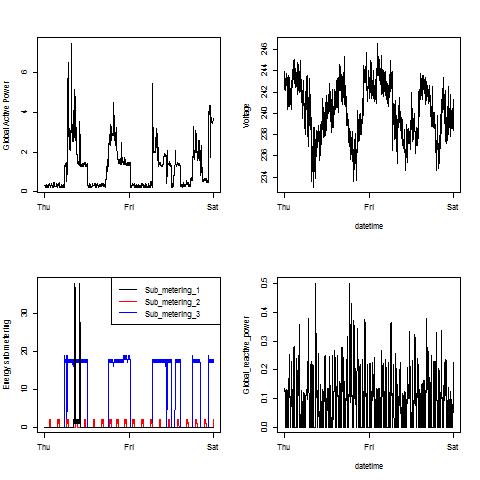 Global Active Power
6
4
2
0
Thu
Fri
Sat
Voltage
246
244
242
240
238
236
234
Thu
Fri
Sat
datetime
Energy sub metering
30
20
10
0
Sub_metering_1
Sub_metering_2
Sub_metering_3
Thu
Fri
Sat
Global_reactive_power
0.5
0.4
0.3
0.2
0.1
0.0
Thu
Fri
Sat
datetime